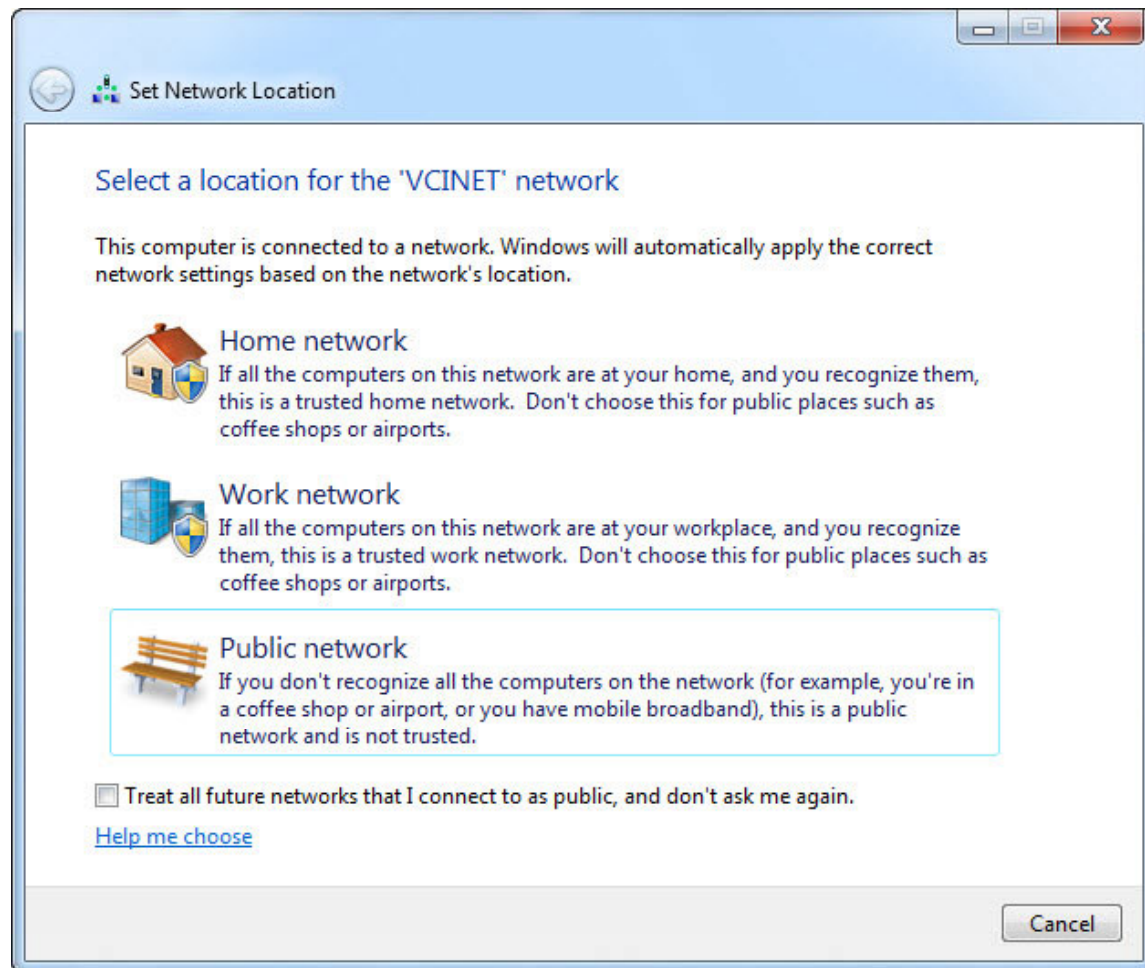 Set Network Location
Select a location for the 'VCINET' network
This computer is connected to a network. Windows will automatically apply the correct
network settings based on the network's location.
Home network
If all the computers on this network are at your home, and you recognize them,
this is a trusted home network.  Don't choose this for public places such as
coffee shops or airports.
Work network
If all the computers on this network are at your workplace, and you recognize
them, this is a trusted work network.  Don't choose this for public places such as
coffee shops or airports.
Public network
If you don't recognize all the computers on the network (for example, you're in
a coffee shop or airport, or you have mobile broadband), this is a public
network and is not trusted.
Treat all future networks that I connect to as public, and don't ask me again.
Help me choose
Cancel